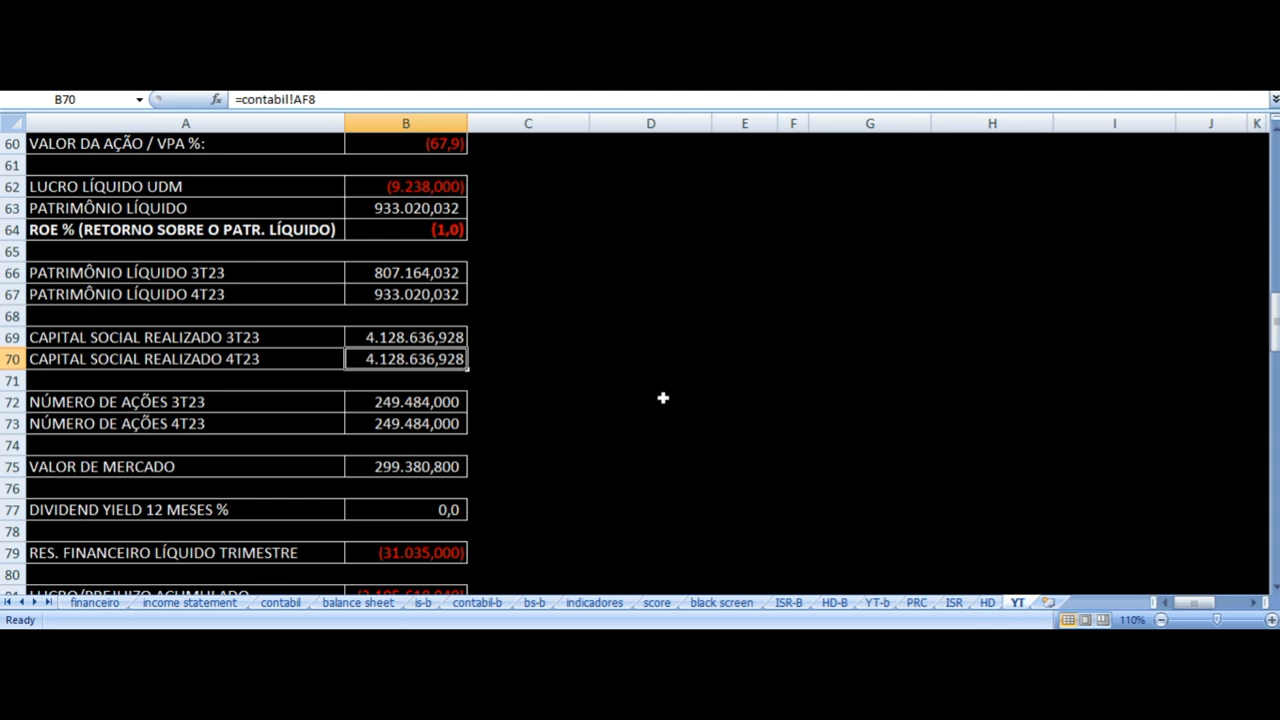 B70 fx =contabil!AF8
A B C D E F G H I J K
60 VALOR DA AÇÃO / VPA %: (67,9)
61
62 LUCRO LÍQUIDO UDM (9.238,000)
63 PATRIMÔNIO LÍQUIDO 933.020,032
64 ROE % (RETORNO SOBRE O PATR. LÍQUIDO) (1,0)
65
66 PATRIMÔNIO LÍQUIDO 3T23 807.164,032
67 PATRIMÔNIO LÍQUIDO 4T23 933.020,032
68
69 CAPITAL SOCIAL REALIZADO 3T23 4.128.636,928
70 CAPITAL SOCIAL REALIZADO 4T23 4.128.636,928
71
72 NÚMERO DE AÇÕES 3T23 249.484,000
73 NÚMERO DE AÇÕES 4T23 249.484,000
74
75 VALOR DE MERCADO 299.380,800
76
77 DIVIDEND YIELD 12 MESES % 0,0
78
79 RES. FINANCEIRO LÍQUIDO TRIMESTRE (31.035,000)
80
financeiro income statement contabil balance sheet is-b contabil-b bs-b indicadores score black screen ISR-B HD-B YT-b PRC ISR HD YT
Ready 110%